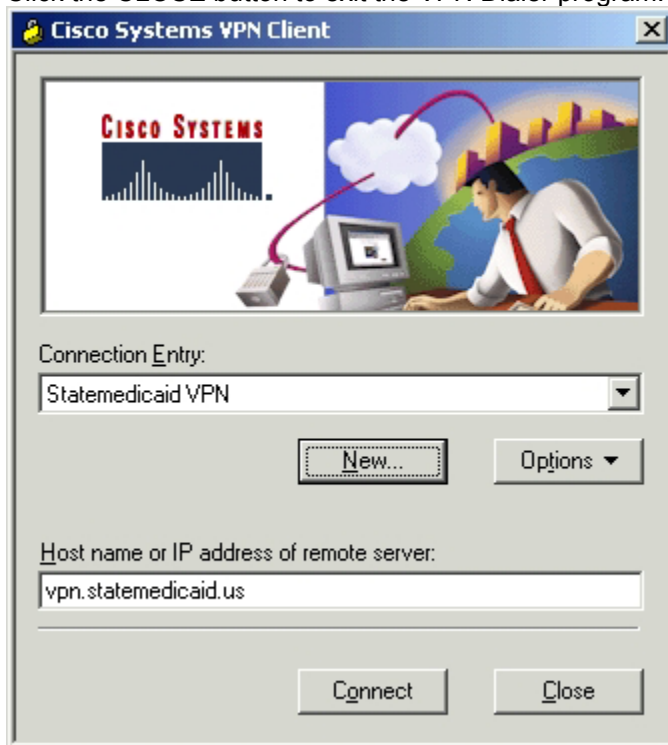 Click the CLOSE button to exit the VPN Dialer program.
Cisco Systems VPN Client
CISCO SYSTEMS
Connection Entry:
Statemedicaid VPN
New...
Options
Host name or IP address of remote server:
vpn.statemedicaid.us
Connect
Close